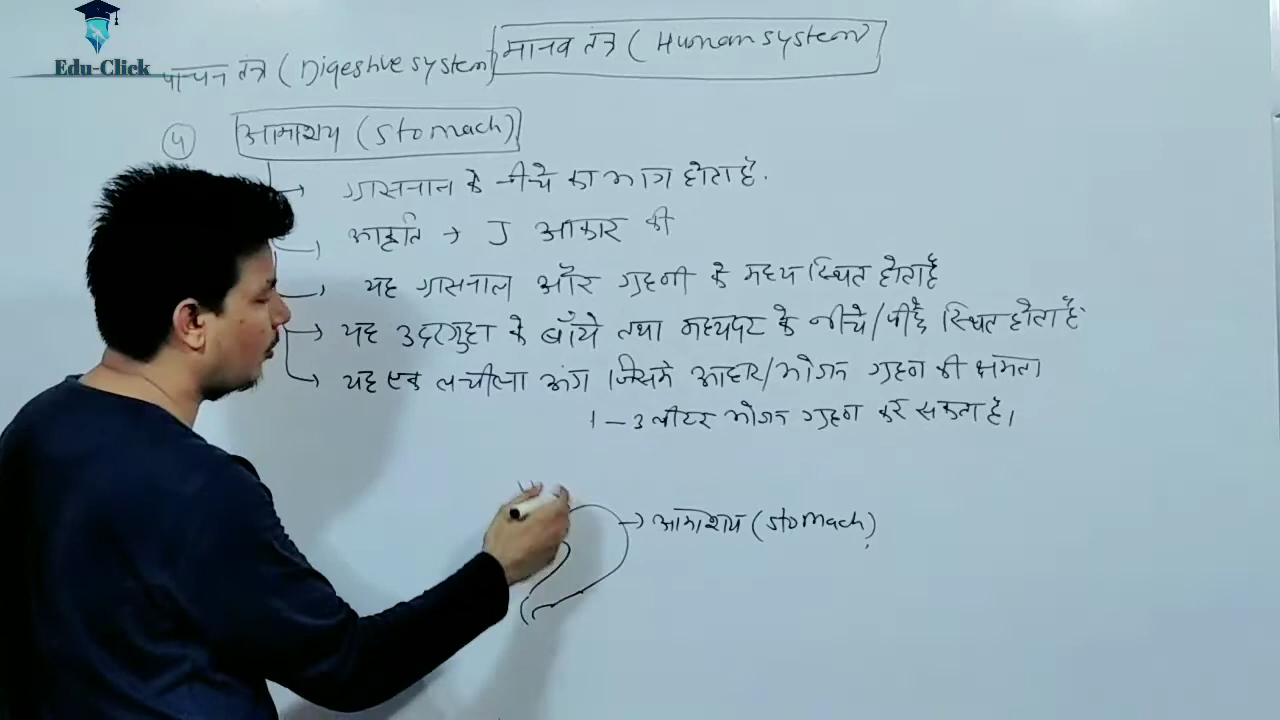 Edu-Click
मानव तंत्र (Human system)
पाचन तंत्र (Digestive system)
4 आमाशय (Stomach)
→ ग्रासनाल के नीचे का भाग होता है.
→ आकृति → J आकार की
→ यह ग्रासनाल और ग्रहनी के मध्य स्थित होता है
→ यह उदरगुहा के बाँये तथा मध्यपट के नीचे/पीछे स्थित होता है
→ यह एक लचीला अंग जिसमे आहार/भोजन ग्रहण की क्षमता
1 – 3 लीटर भोजन ग्रहण कर सकता है।
→ आमाशय (Stomach)